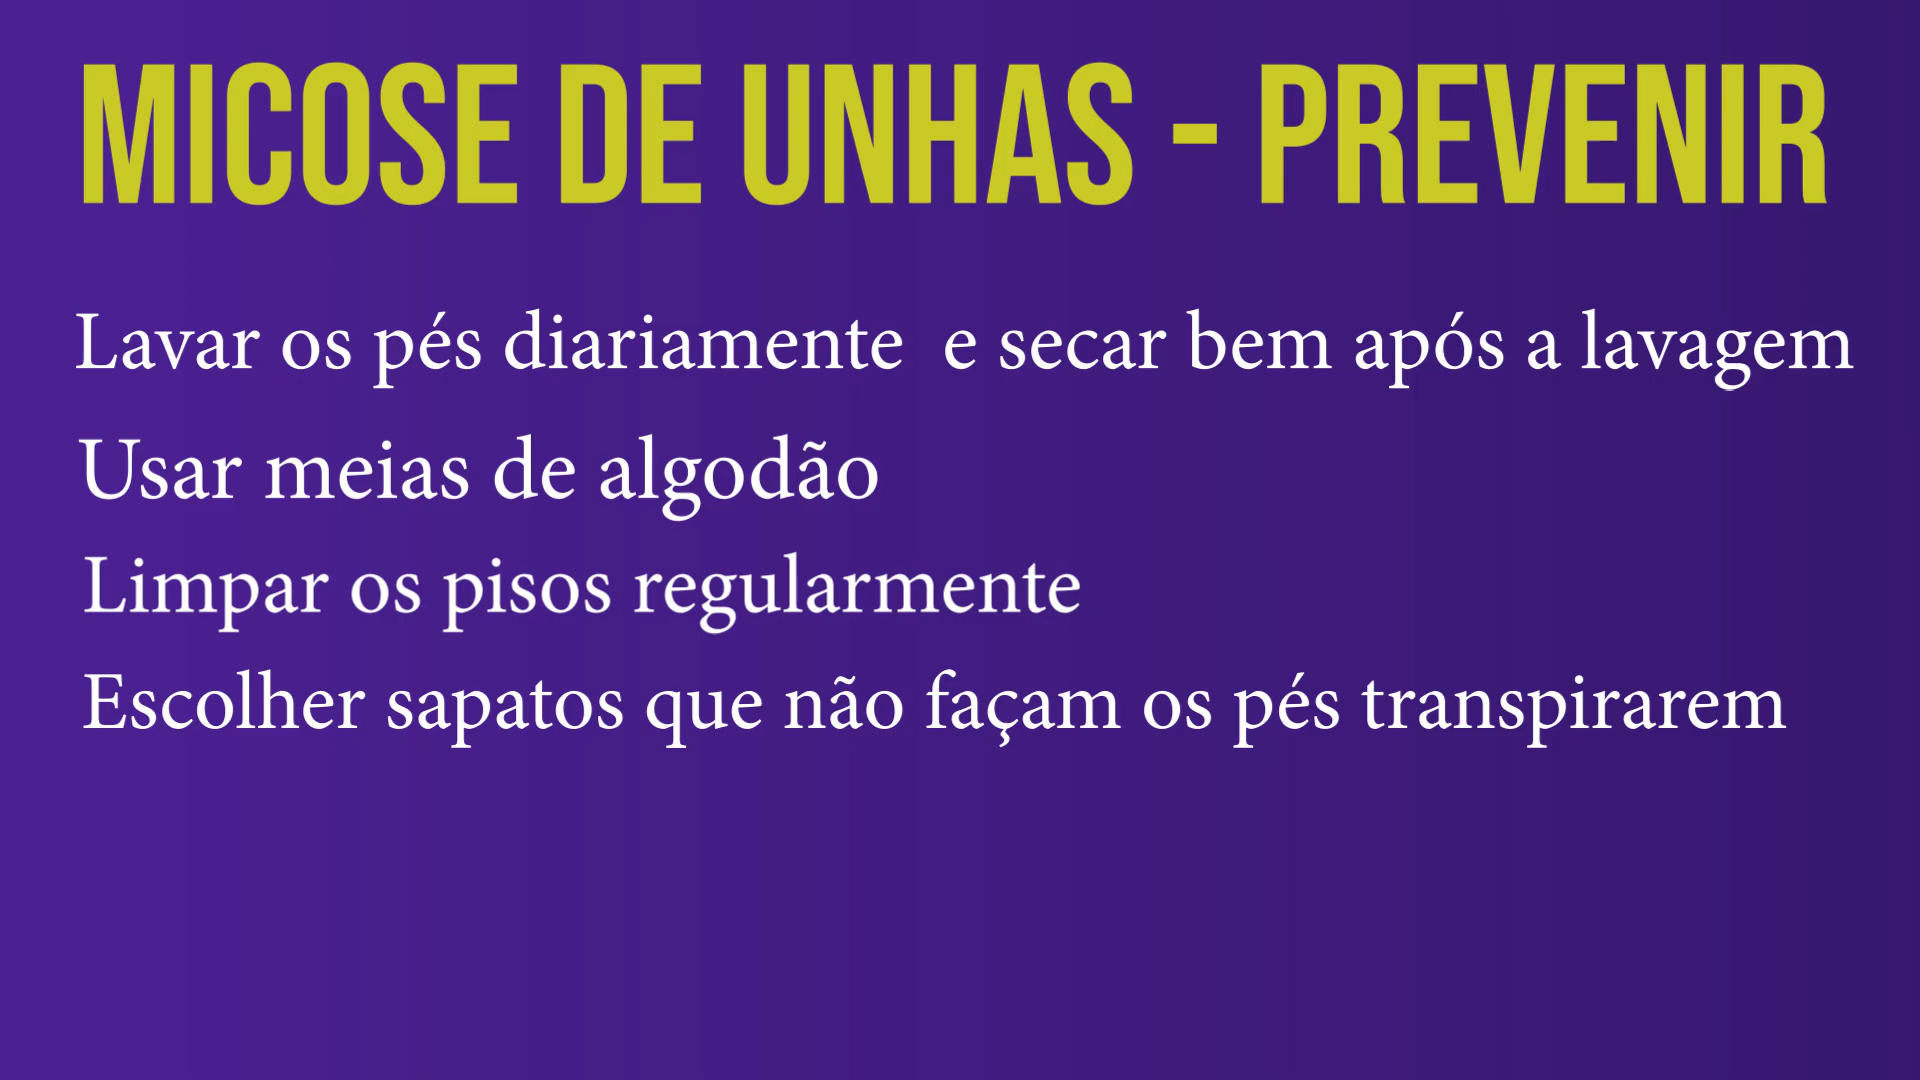 MICOSE DE UNHAS - PREVENIR
Lavar os pés diariamente  e secar bem após a lavagem
Usar meias de algodão
Limpar os pisos regularmente
Escolher sapatos que não façam os pés transpirarem